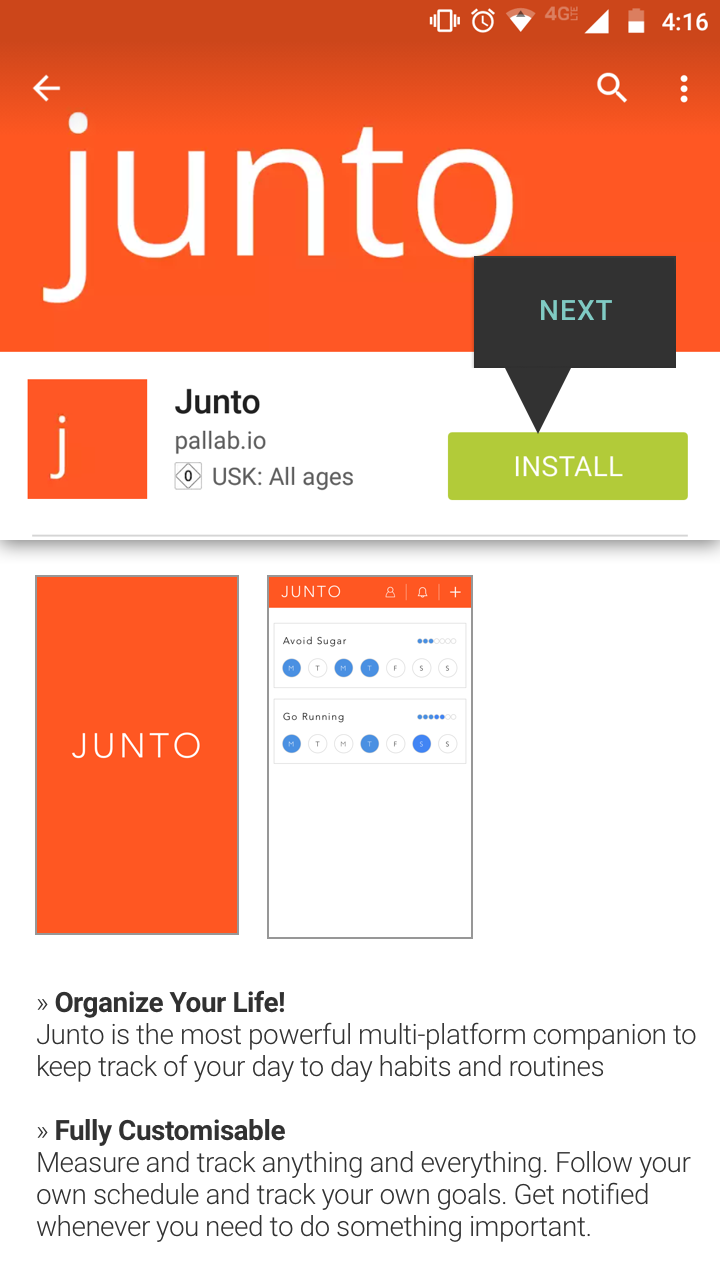 4G LTE 4:16
junto
NEXT
j
Junto
pallab.io
0 USK: All ages
INSTALL
JUNTO
JUNTO
Avoid Sugar
M T M T F S S
Go Running
M T M T F S S
» Organize Your Life!
Junto is the most powerful multi-platform companion to
keep track of your day to day habits and routines
» Fully Customisable
Measure and track anything and everything. Follow your
own schedule and track your own goals. Get notified
whenever you need to do something important.